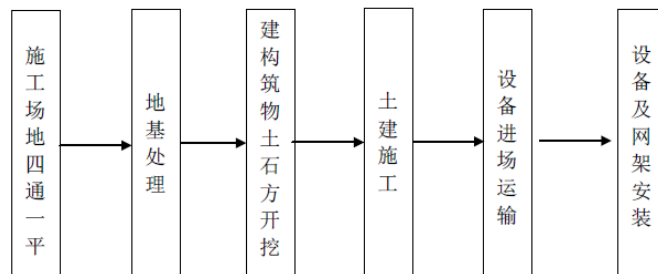 施工场地四通一平
地基处理
建构筑物土石方开挖
土建施工
设备进场运输
设备及网架安装